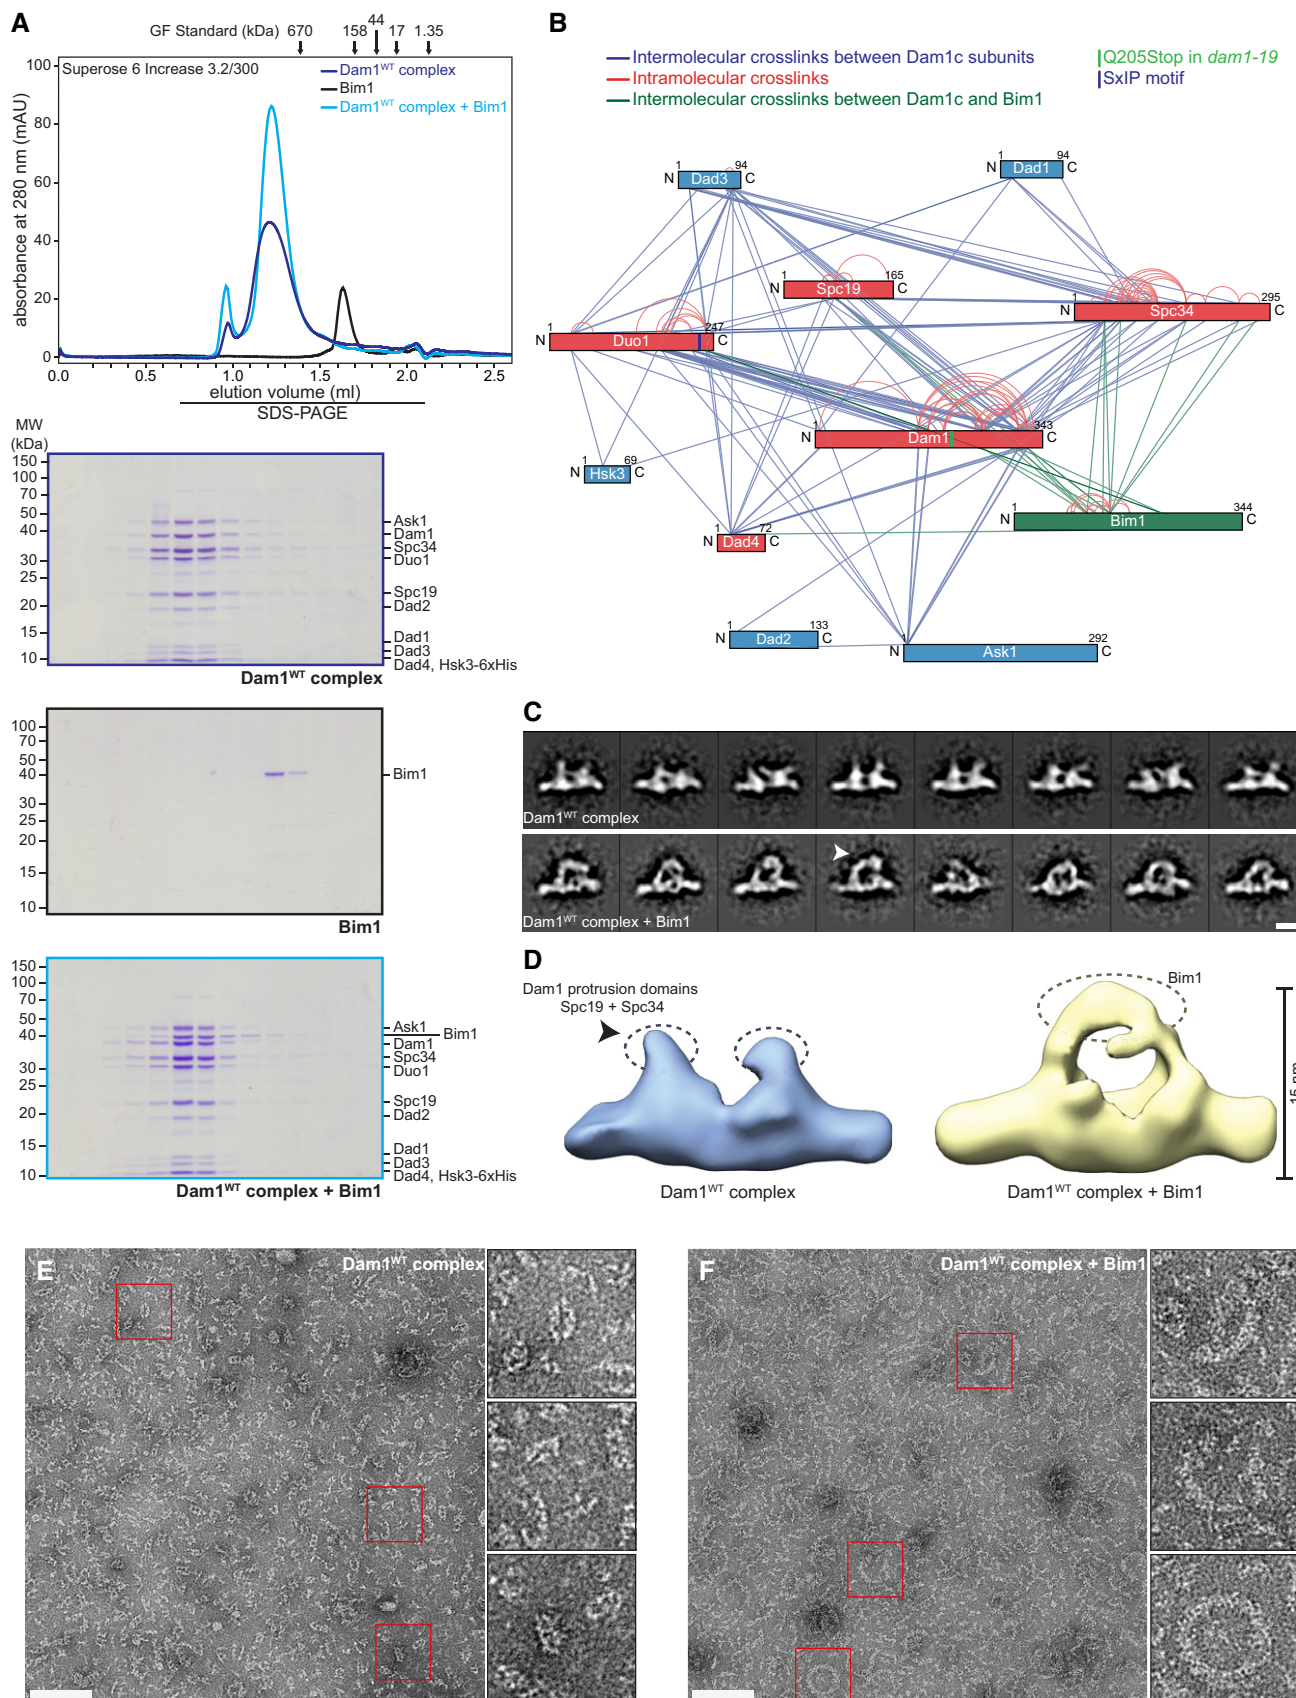 A
GF Standard (kDa) 670 158 44 17 1.35
Superose 6 Increase 3.2/300
Dam1WT complex
Bim1
Dam1WT complex + Bim1
absorbance at 280 nm (mAU)
100
80
60
40
20
0
0.0 0.5 1.0 1.5 2.0 2.5
elution volume (ml)
SDS-PAGE
MW
(kDa)
150
100
70
50
40
30
25
20
15
10
Ask1
Dam1
Spc34
Duo1
Spc19
Dad2
Dad1
Dad3
Dad4, Hsk3-6xHis
Dam1WT complex
100
70
50
40
30
25
20
15
10
Bim1
Bim1
150
100
70
50
40
30
25
20
15
10
Ask1
Bim1
Dam1
Spc34
Duo1
Spc19
Dad2
Dad1
Dad3
Dad4, Hsk3-6xHis
Dam1WT complex + Bim1
B
Intermolecular crosslinks between Dam1c subunits
Intramolecular crosslinks
Intermolecular crosslinks between Dam1c and Bim1
Q205Stop in dam1-19
SxIP motif
1 94
N Dad3 C
1 94
N Dad1 C
1 165
N Spc19 C
1 295
N Spc34 C
1 247
N Duo1 C
1 343
N Dam1 C
1 69
N Hsk3 C
1 344
N Bim1 C
1 72
N Dad4 C
1 133
N Dad2 C
1 292
N Ask1 C
C
Dam1WT complex
Dam1WT complex + Bim1
D
Dam1 protrusion domains
Spc19 + Spc34
Bim1
15 nm
Dam1WT complex
Dam1WT complex + Bim1
E
Dam1WT complex
F
Dam1WT complex + Bim1